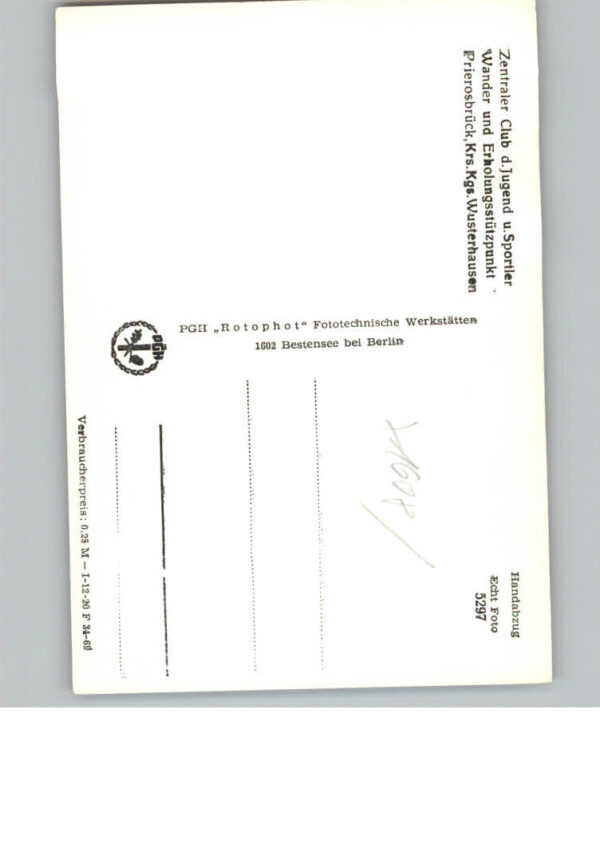 Zentraler Club d.Jugend u.Sportler
Wander und Erholungsstützpunkt
Prierosbrück,Krs.Kgs.Wusterhausen
PGH „Rotophot“ Fototechnische Werkstätten
1602 Bestensee bei Berlin
PGH
Handabzug
Echt Foto
5297
Verbraucherpreis: 0,25 M — I-12-20 F 34-69